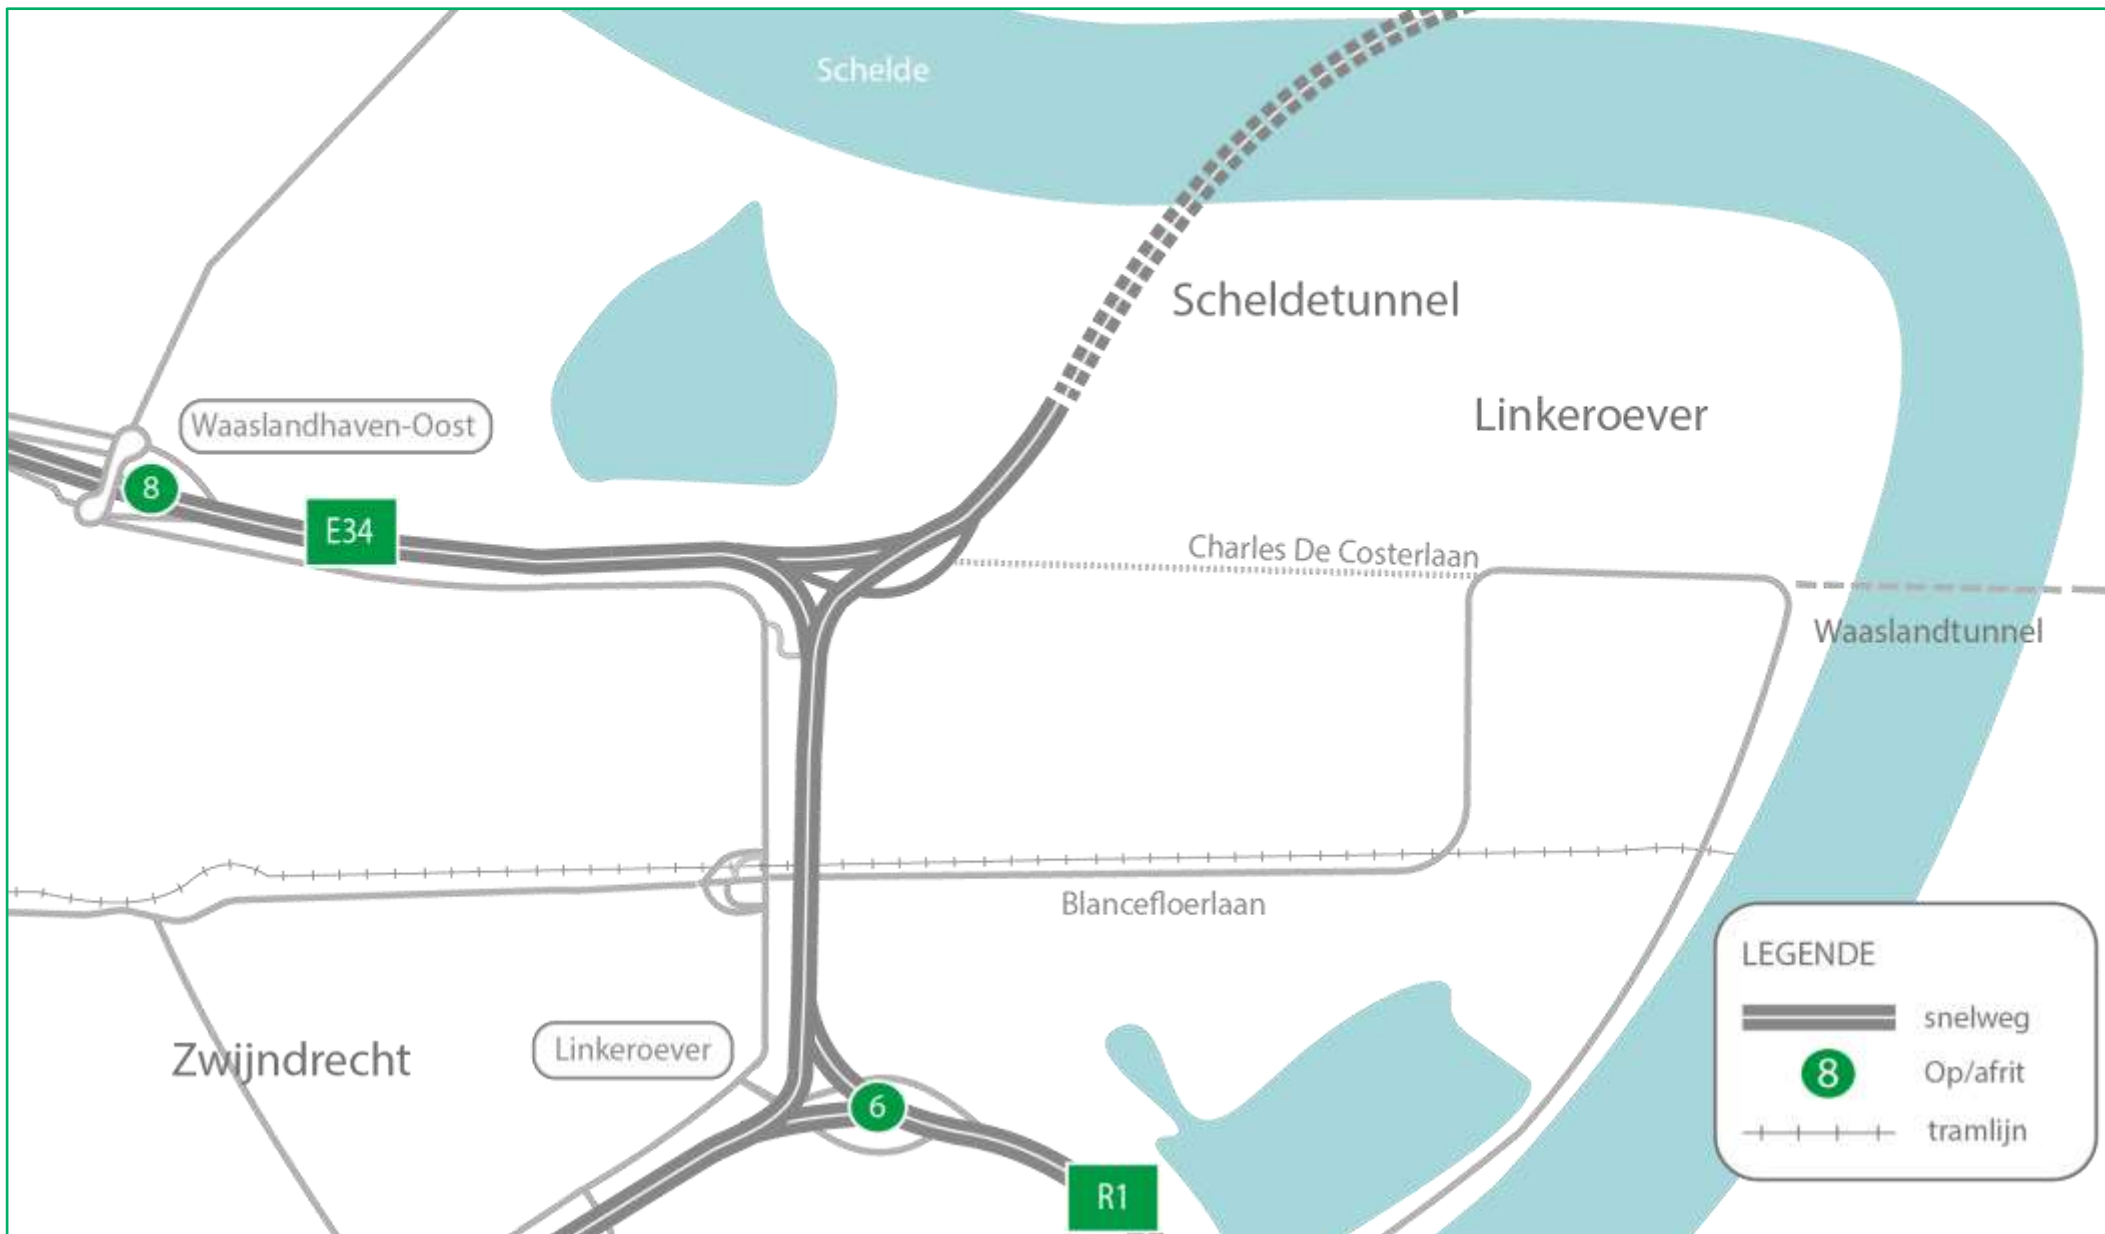 Schelde
Scheldetunnel
Linkeroever
Waaslandhaven-Oost
8
E34
Charles De Costerlaan
Waaslandtunnel
Blancefloerlaan
Zwijndrecht
Linkeroever
6
R1
LEGENDE
snelweg
8
Op/afrit
tramlijn